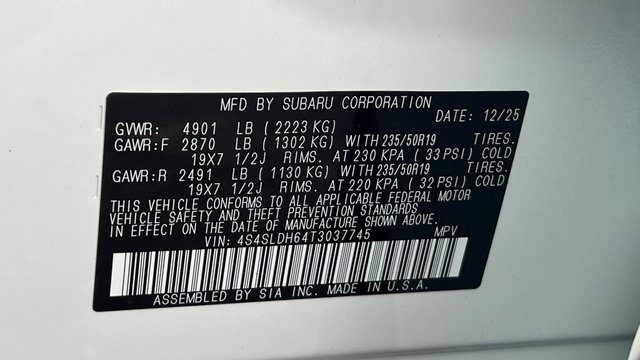 MFD BY SUBARU CORPORATION
DATE: 12/25
GVWR: 4901 LB (2223 KG)
GAWR:F 2870 LB (1302 KG) WITH 235/50R19 TIRES.
19X7 1/2J RIMS. AT 230 KPA (33 PSI) COLD
GAWR:R 2491 LB (1130 KG) WITH 235/50R19 TIRES.
19X7 1/2J RIMS. AT 220 KPA (32 PSI) COLD
THIS VEHICLE CONFORMS TO ALL APPLICABLE FEDERAL MOTOR
VEHICLE SAFETY AND THEFT PREVENTION STANDARDS
IN EFFECT ON THE DATE OF MANUFACTURE SHOWN ABOVE.
VIN: 4S4SLDH64T3037745 MPV
ASSEMBLED BY SIA INC. MADE IN U.S.A.